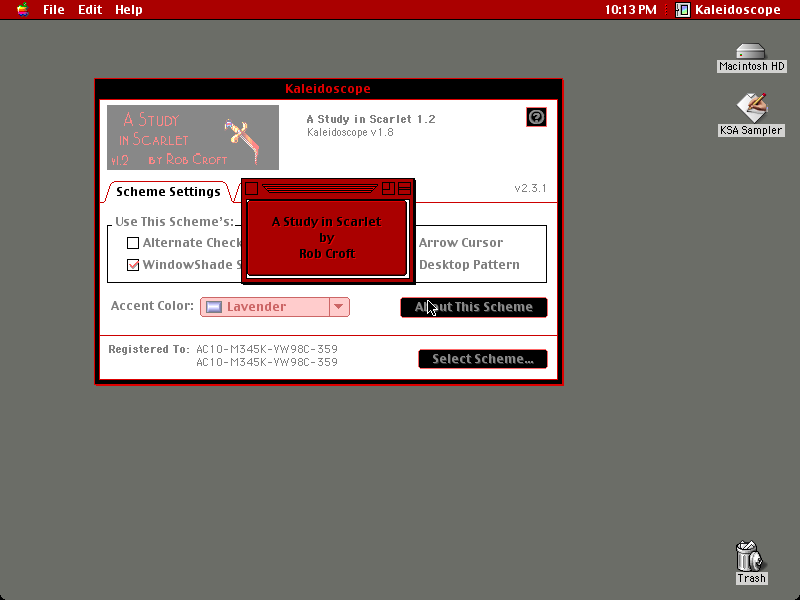 File Edit Help 10:13 PM Kaleidoscope
Macintosh HD
KSA Sampler
Kaleidoscope
A STUDY
IN SCARLET
v1.2 BY ROB CROFT
A Study in Scarlet 1.2
Kaleidoscope v1.8
Scheme Settings
v2.3.1
Use This Scheme's:
Alternate Check
Arrow Cursor
WindowShade S
Desktop Pattern
A Study in Scarlet
by
Rob Croft
Accent Color: Lavender
About This Scheme
Registered To: AC10-M345K-VW98C-359
AC10-M345K-VW98C-359
Select Scheme...
Trash